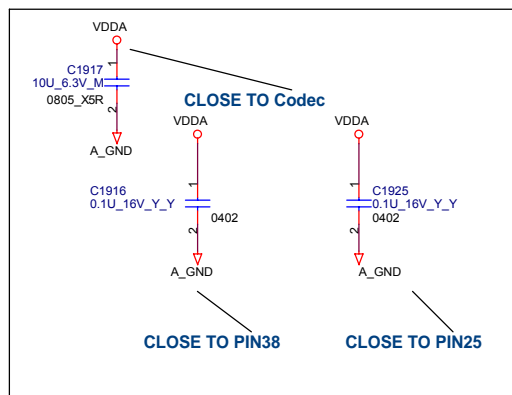 VDDA
1
C1917
10U_6.3V_M
0805_X5R
2
A_GND
CLOSE TO Codec
VDDA
1
C1916
0.1U_16V_Y_Y
0402
2
A_GND
CLOSE TO PIN38
VDDA
1
C1925
0.1U_16V_Y_Y
0402
2
A_GND
CLOSE TO PIN25